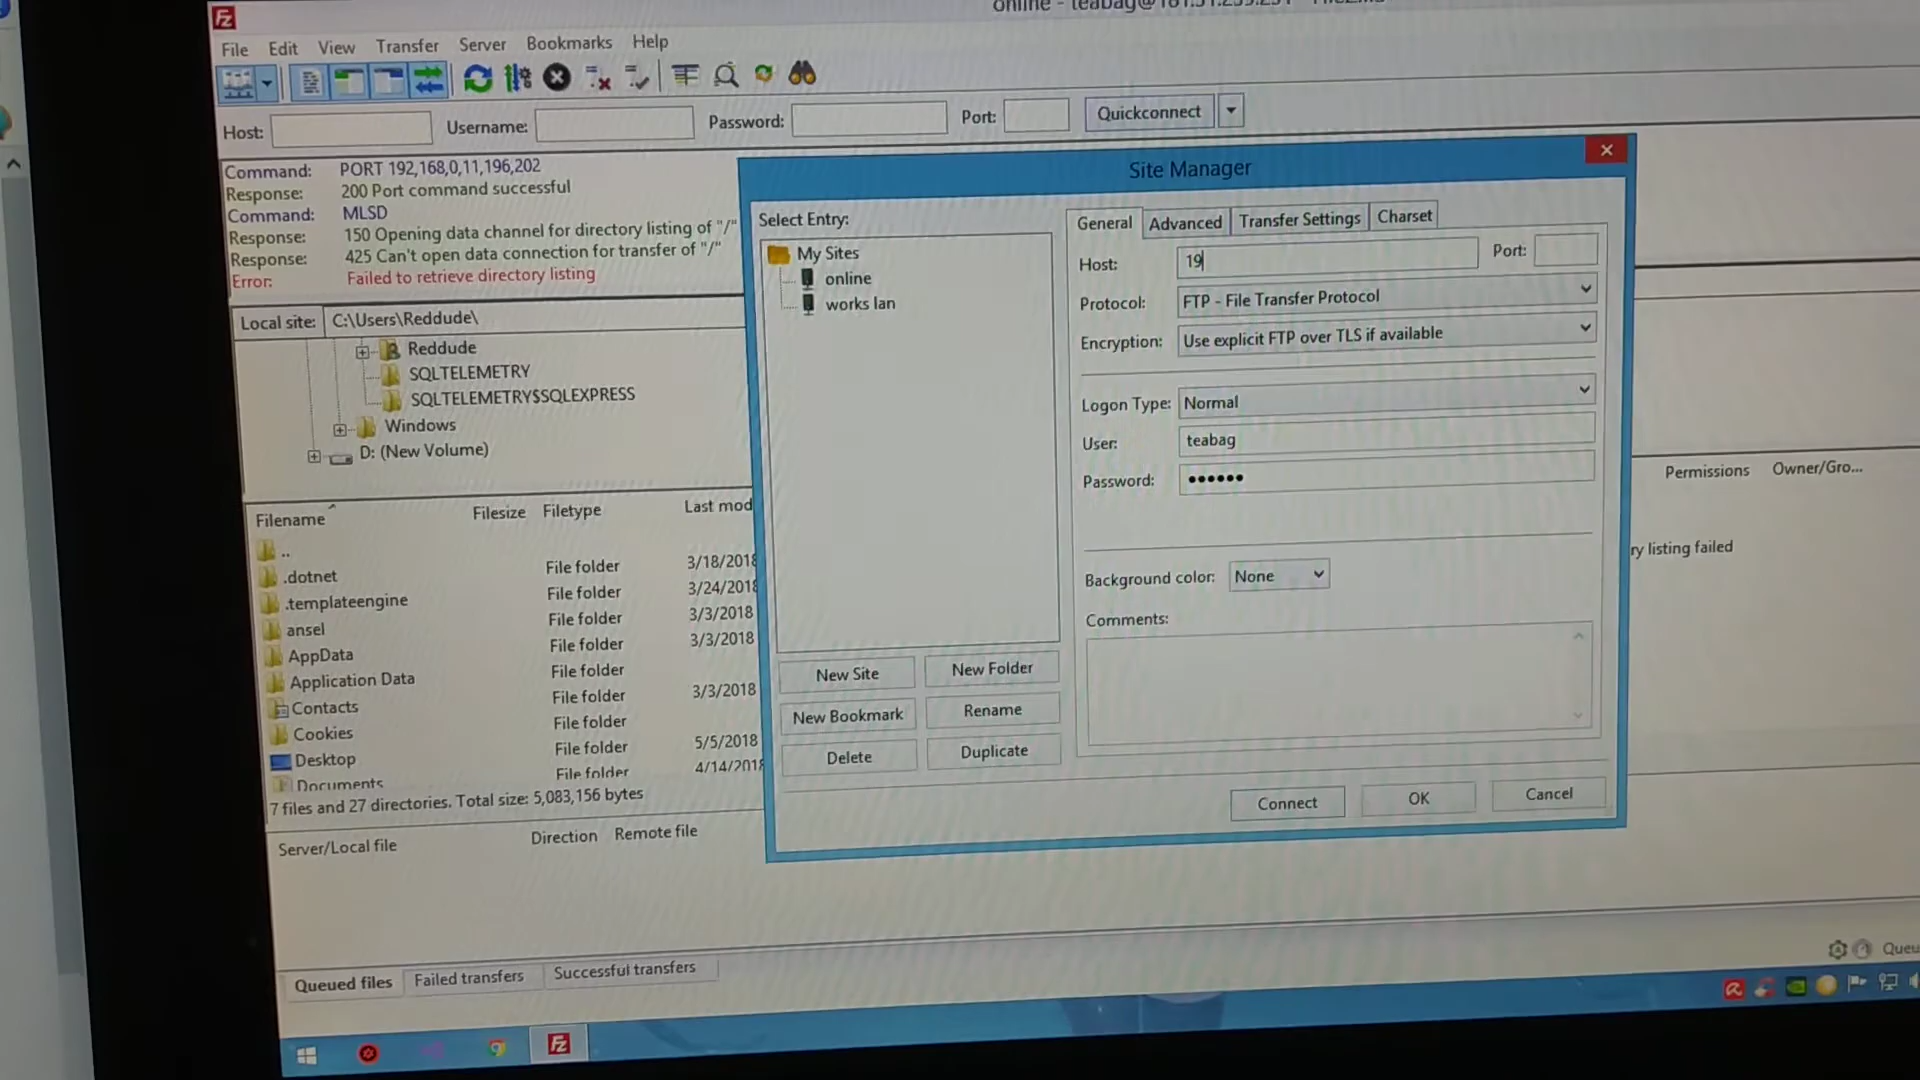 File Edit View Transfer Server Bookmarks Help
Host: Username: Password: Port: Quickconnect
Command: PORT 192,168,0,11,196,202
Response: 200 Port command successful
Command: MLSD
Response: 150 Opening data channel for directory listing of "/"
Response: 425 Can't open data connection for transfer of "/"
Error: Failed to retrieve directory listing
Local site: C:\Users\Reddude\
Reddude
SQLTELEMETRY
SQLTELEMETRY$SQLEXPRESS
Windows
D: (New Volume)
Filename Filesize Filetype Last mod
..
.dotnet File folder 3/18/2018
.templateengine File folder 3/24/2018
ansel File folder 3/3/2018
AppData File folder 3/3/2018
Application Data File folder
Contacts File folder 3/3/2018
Cookies File folder
Desktop File folder 5/5/2018
Documents File folder 4/14/2018
7 files and 27 directories. Total size: 5,083,156 bytes
Server/Local file Direction Remote file
Queued files Failed transfers Successful transfers
Site Manager
Select Entry:
My Sites
online
works lan
New Site New Folder
New Bookmark Rename
Delete Duplicate
General Advanced Transfer Settings Charset
Host: 19 Port:
Protocol: FTP - File Transfer Protocol
Encryption: Use explicit FTP over TLS if available
Logon Type: Normal
User: teabag
Password: ••••••
Background color: None
Comments:
Connect OK Cancel
Permissions Owner/Gro...
ry listing failed
Queu